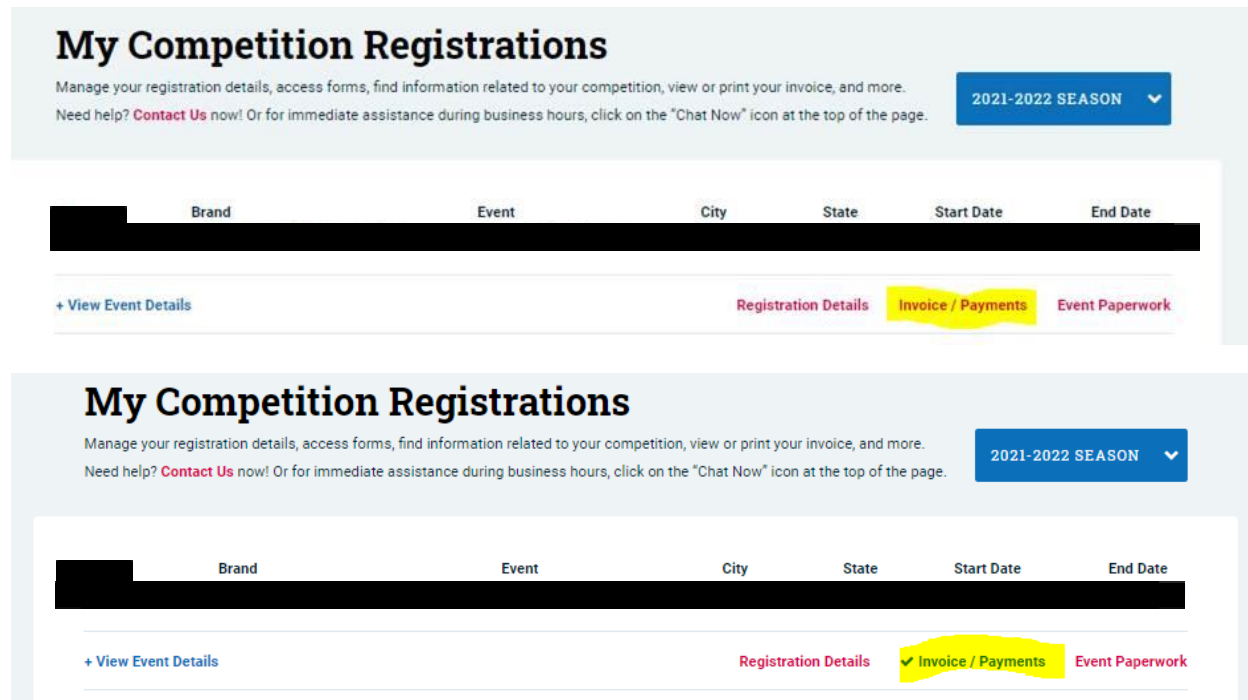 My Competition Registrations
Manage your registration details, access forms, find information related to your competition, view or print your invoice, and more.
Need help? Contact Us now! Or for immediate assistance during business hours, click on the "Chat Now" icon at the top of the page.
2021-2022 SEASON
Brand Event City State Start Date End Date
+ View Event Details Registration Details Invoice / Payments Event Paperwork
My Competition Registrations
Manage your registration details, access forms, find information related to your competition, view or print your invoice, and more.
Need help? Contact Us now! Or for immediate assistance during business hours, click on the "Chat Now" icon at the top of the page.
2021-2022 SEASON
Brand Event City State Start Date End Date
+ View Event Details Registration Details ✔ Invoice / Payments Event Paperwork